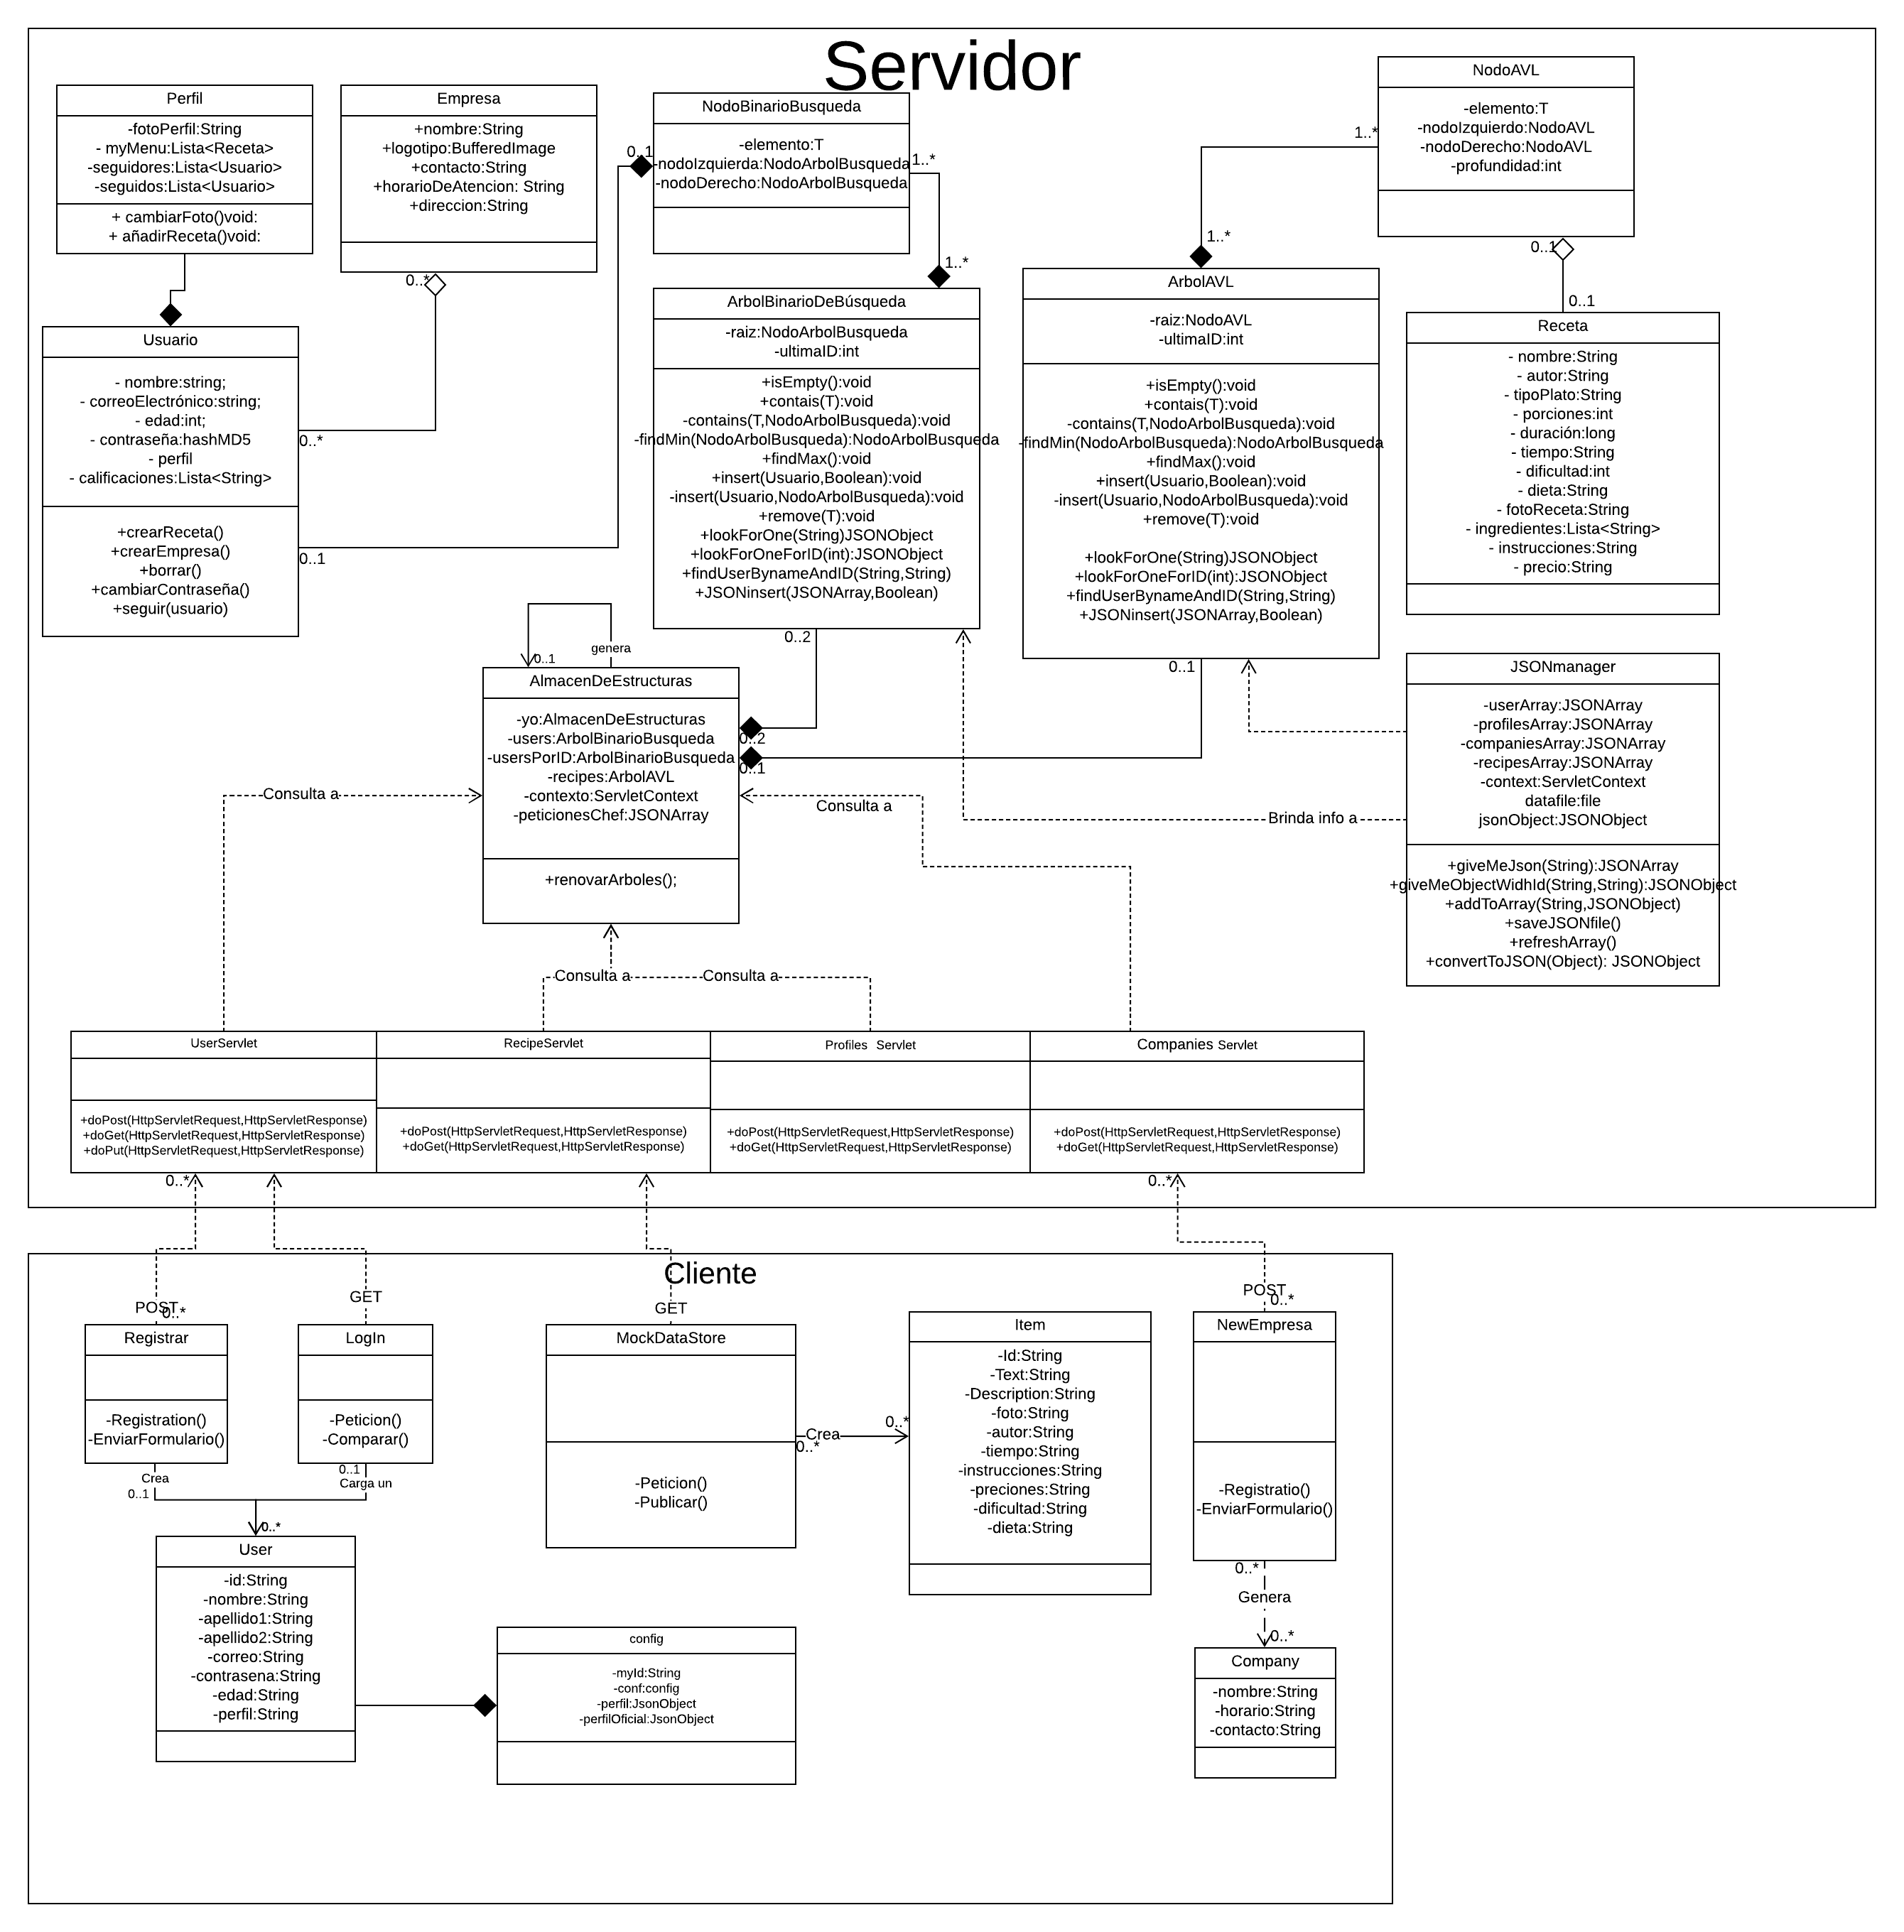 Servidor
Perfil
-fotoPerfil:String
- myMenu:Lista<Receta>
-seguidores:Lista<Usuario>
-seguidos:Lista<Usuario>
+ cambiarFoto()void:
+ añadirReceta()void:
Empresa
+nombre:String
+logotipo:BufferedImage
+contacto:String
+horarioDeAtencion: String
+direccion:String
0..*
NodoBinarioBusqueda
-elemento:T
-nodoIzquierda:NodoArbolBusqueda
-nodoDerecho:NodoArbolBusqueda
0..1
1..*
1..*
NodoAVL
-elemento:T
-nodoIzquierdo:NodoAVL
-nodoDerecho:NodoAVL
-profundidad:int
1..*
1..*
0..1
0..1
Usuario
- nombre:string;
- correoElectrónico:string;
- edad:int;
- contraseña:hashMD5
- perfil
- calificaciones:Lista<String>
+crearReceta()
+crearEmpresa()
+borrar()
+cambiarContraseña()
+seguir(usuario)
0..*
0..1
ArbolBinarioDeBúsqueda
-raiz:NodoArbolBusqueda
-ultimaID:int
+isEmpty():void
+contais(T):void
-contains(T,NodoArbolBusqueda):void
-findMin(NodoArbolBusqueda):NodoArbolBusqueda
+findMax():void
+insert(Usuario,Boolean):void
-insert(Usuario,NodoArbolBusqueda):void
+remove(T):void
+lookForOne(String)JSONObject
+lookForOneForID(int):JSONObject
+findUserBynameAndID(String,String)
+JSONinsert(JSONArray,Boolean)
0..2
ArbolAVL
-raiz:NodoAVL
-ultimaID:int
+isEmpty():void
+contais(T):void
-contains(T,NodoArbolBusqueda):void
-findMin(NodoArbolBusqueda):NodoArbolBusqueda
+findMax():void
+insert(Usuario,Boolean):void
-insert(Usuario,NodoArbolBusqueda):void
+remove(T):void
+lookForOne(String)JSONObject
+lookForOneForID(int):JSONObject
+findUserBynameAndID(String,String)
+JSONinsert(JSONArray,Boolean)
0..1
Receta
- nombre:String
- autor:String
- tipoPlato:String
- porciones:int
- duración:long
- tiempo:String
- dificultad:int
- dieta:String
- fotoReceta:String
- ingredientes:Lista<String>
- instrucciones:String
- precio:String
genera
0..1
AlmacenDeEstructuras
-yo:AlmacenDeEstructuras
-users:ArbolBinarioBusqueda
-usersPorID:ArbolBinarioBusqueda
-recipes:ArbolAVL
-contexto:ServletContext
-peticionesChef:JSONArray
+renovarArboles();
0..2
0..1
JSONmanager
-userArray:JSONArray
-profilesArray:JSONArray
-companiesArray:JSONArray
-recipesArray:JSONArray
-context:ServletContext
datafile:file
jsonObject:JSONObject
+giveMeJson(String):JSONArray
+giveMeObjectWidhId(String,String):JSONObject
+addToArray(String,JSONObject)
+saveJSONfile()
+refreshArray()
+convertToJSON(Object): JSONObject
Consulta a
Consulta a
Brinda info a
Consulta a
Consulta a
UserServlet
+doPost(HttpServletRequest,HttpServletResponse)
+doGet(HttpServletRequest,HttpServletResponse)
+doPut(HttpServletRequest,HttpServletResponse)
RecipeServlet
+doPost(HttpServletRequest,HttpServletResponse)
+doGet(HttpServletRequest,HttpServletResponse)
Profiles Servlet
+doPost(HttpServletRequest,HttpServletResponse)
+doGet(HttpServletRequest,HttpServletResponse)
Companies Servlet
+doPost(HttpServletRequest,HttpServletResponse)
+doGet(HttpServletRequest,HttpServletResponse)
0..*
0..*
Cliente
POST
0..*
GET
GET
POST
0..*
Registrar
-Registration()
-EnviarFormulario()
LogIn
-Peticion()
-Comparar()
MockDataStore
-Peticion()
-Publicar()
Crea
0..*
0..*
Item
-Id:String
-Text:String
-Description:String
-foto:String
-autor:String
-tiempo:String
-instrucciones:String
-preciones:String
-dificultad:String
-dieta:String
NewEmpresa
-Registratio()
-EnviarFormulario()
Crea
0..1
0..1
Carga un
0..*
User
-id:String
-nombre:String
-apellido1:String
-apellido2:String
-correo:String
-contrasena:String
-edad:String
-perfil:String
config
-myId:String
-conf:config
-perfil:JsonObject
-perfilOficial:JsonObject
0..*
Genera
0..*
Company
-nombre:String
-horario:String
-contacto:String